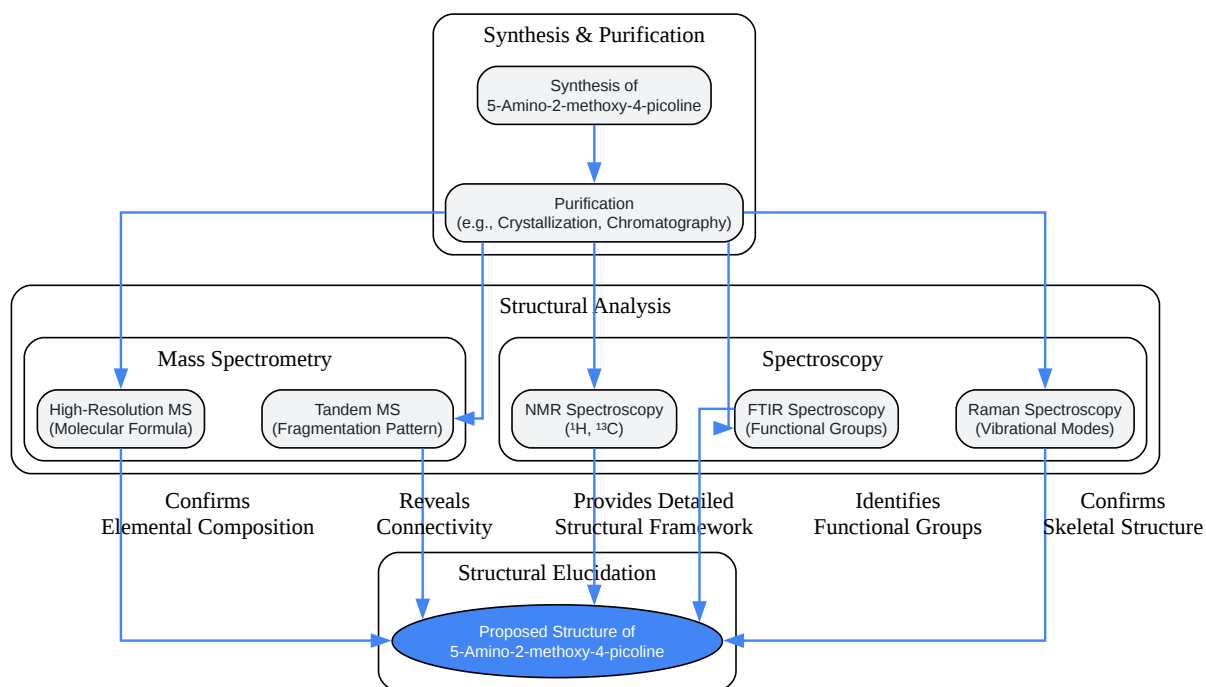 Synthesis & Purification
Synthesis of
5-Amino-2-methoxy-4-picoline
Purification
(e.g., Crystallization, Chromatography)
Structural Analysis
Mass Spectrometry
Spectroscopy
High-Resolution MS
(Molecular Formula)
Tandem MS
(Fragmentation Pattern)
NMR Spectroscopy
(¹H, ¹³C)
FTIR Spectroscopy
(Functional Groups)
Raman Spectroscopy
(Vibrational Modes)
Confirms
Elemental Composition
Reveals
Connectivity
Provides Detailed
Structural Framework
Identifies
Functional Groups
Confirms
Skeletal Structure
Structural Elucidation
Proposed Structure of
5-Amino-2-methoxy-4-picoline